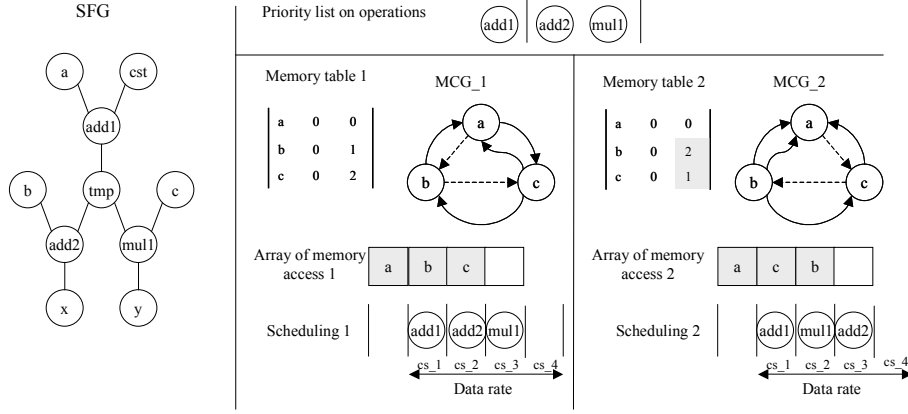 SFG
a
cst
add1
b
tmp
c
add2
mul1
x
y
Priority list on operations
add1
add2
mul1
Memory table 1
MCG_1
a 0 0
b 0 1
c 0 2
a
b
c
Array of memory
access 1
a
b
c
Scheduling 1
add1
add2
mul1
cs_1
cs_2
cs_3
cs_4
Data rate
Memory table 2
MCG_2
a 0 0
b 0 2
c 0 1
a
b
c
Array of memory
access 2
a
c
b
Scheduling 2
add1
mul1
add2
cs_1
cs_2
cs_3
cs_4
Data rate